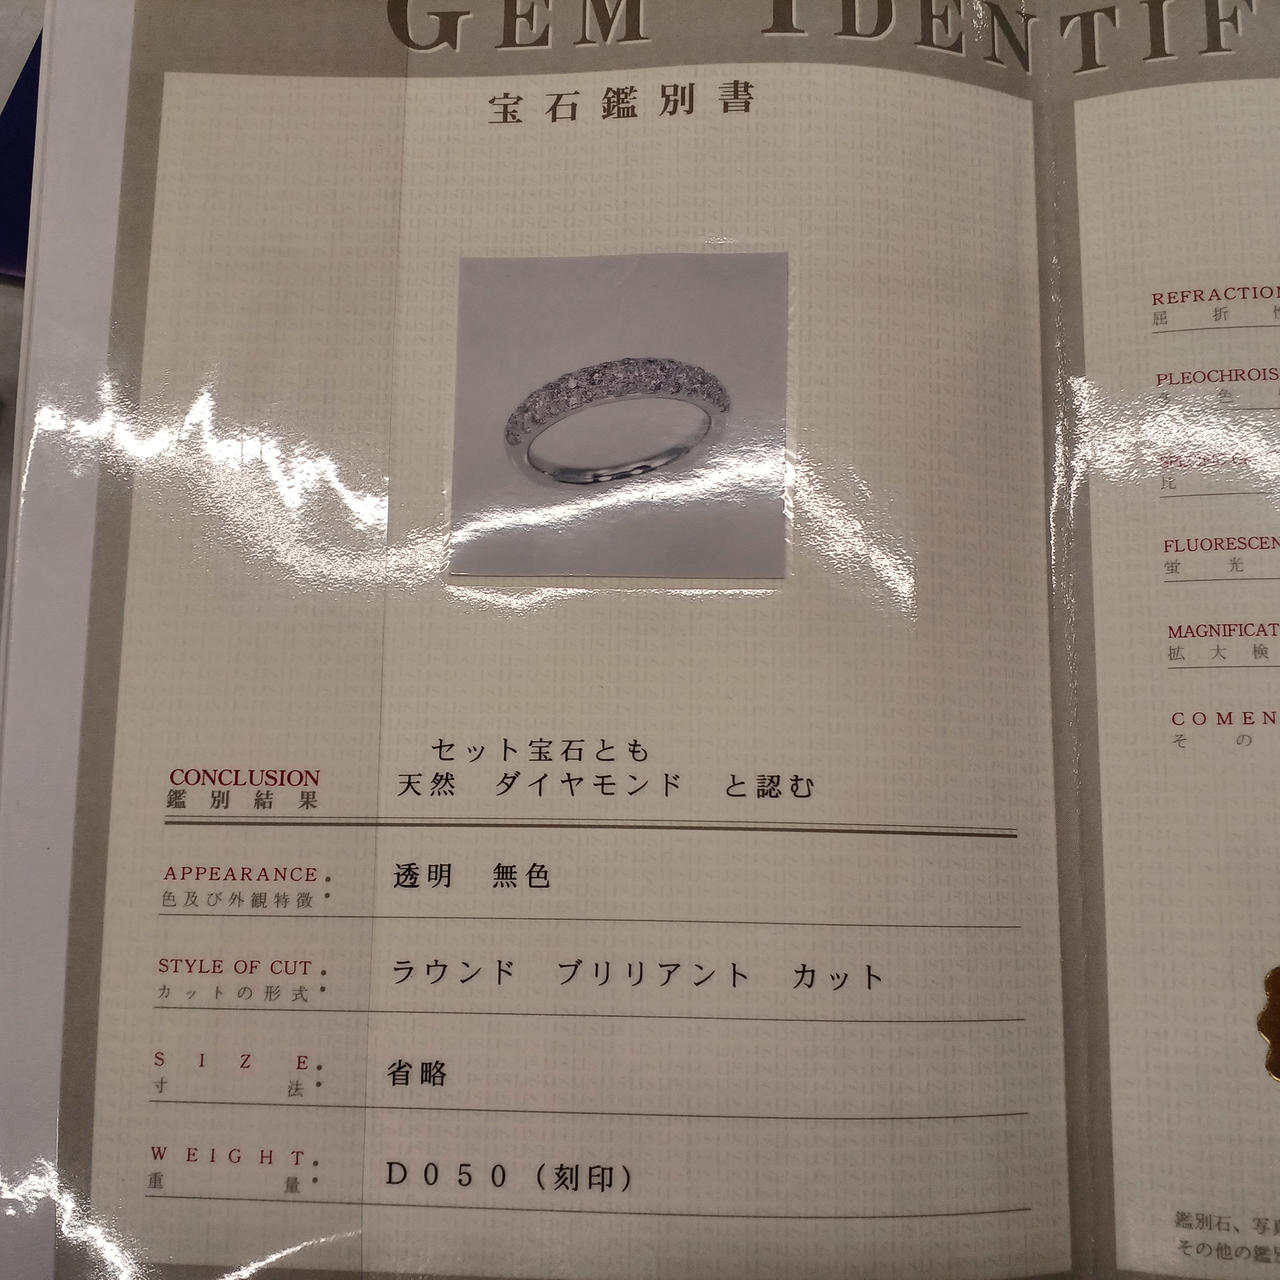 GEM IDENTIF
宝石鑑別書
セット宝石とも
CONCLUSION 天然 ダイヤモンド と認む
鑑別結果
APPEARANCE : 透明 無色
色及び外観特徴
STYLE OF CUT : ラウンド ブリリアント カット
カットの形式
SIZE : 省略
寸法
WEIGHT : D050(刻印)
重量
REFRACTION
屈折
PLEOCHROIS
多色
FLUORESCEN
蛍光
MAGNIFICAT
拡大検
COMEN
その
鑑別石、写真
その他の鑑